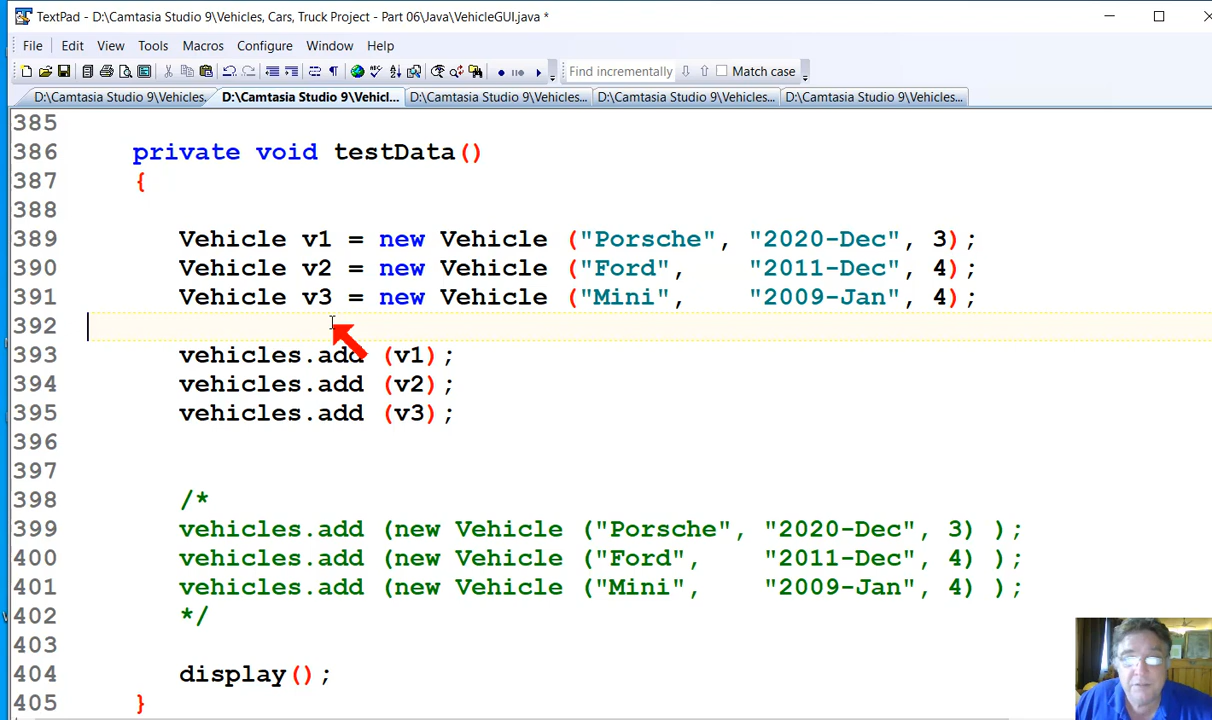 TextPad - D:\Camtasia Studio 9\Vehicles, Cars, Truck Project - Part 06\Java\VehicleGUI.java *
File Edit View Tools Macros Configure Window Help
Find incrementally Match case
D:\Camtasia Studio 9\Vehicles, D:\Camtasia Studio 9\Vehicl... D:\Camtasia Studio 9\Vehicles... D:\Camtasia Studio 9\Vehicles... D:\Camtasia Studio 9\Vehicles...
385
386 private void testData()
387 {
388
389 Vehicle v1 = new Vehicle ("Porsche", "2020-Dec", 3);
390 Vehicle v2 = new Vehicle ("Ford", "2011-Dec", 4);
391 Vehicle v3 = new Vehicle ("Mini", "2009-Jan", 4);
392
393 vehicles.add (v1);
394 vehicles.add (v2);
395 vehicles.add (v3);
396
397
398 /*
399 vehicles.add (new Vehicle ("Porsche", "2020-Dec", 3) );
400 vehicles.add (new Vehicle ("Ford", "2011-Dec", 4) );
401 vehicles.add (new Vehicle ("Mini", "2009-Jan", 4) );
402 */
403
404 display();
405 }